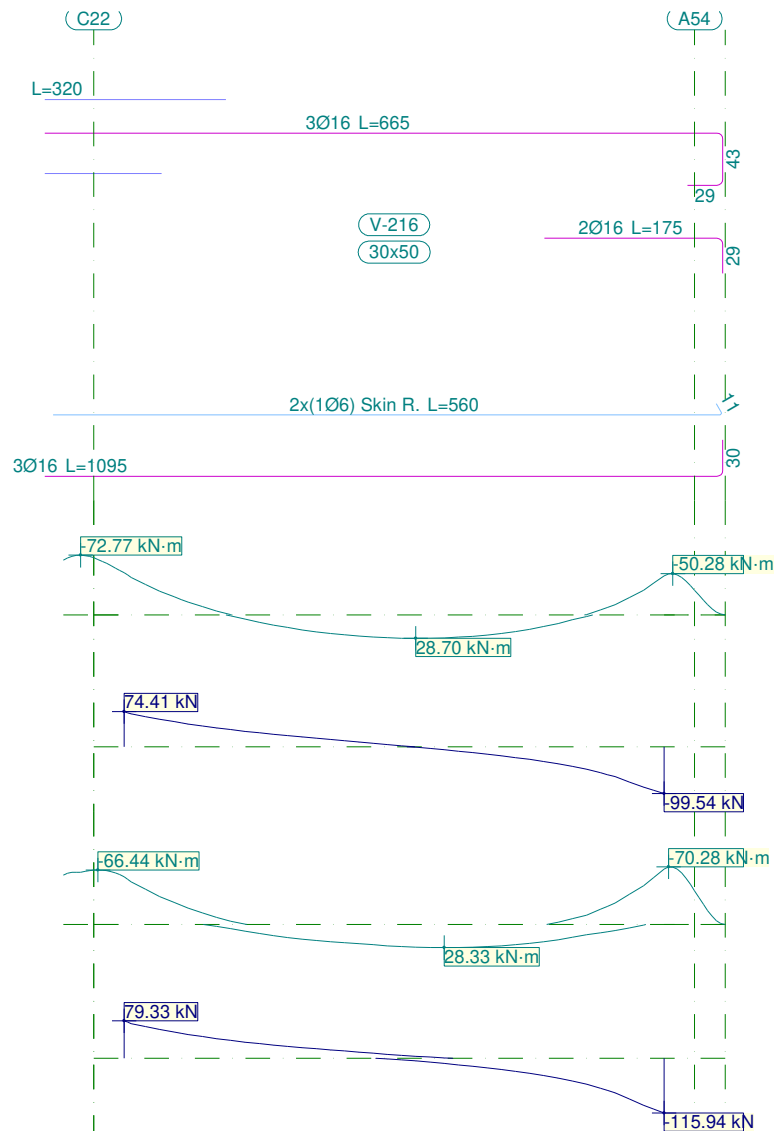 C22 A54
L=320
3Ø16 L=665
43
29
V-216
2Ø16 L=175
30x50
29
2x(1Ø6) Skin R. L=560
11
3Ø16 L=1095
30
-72.77 kN·m
-50.28 kN·m
28.70 kN·m
74.41 kN
-99.54 kN
-66.44 kN·m
-70.28 kN·m
28.33 kN·m
79.33 kN
-115.94 kN